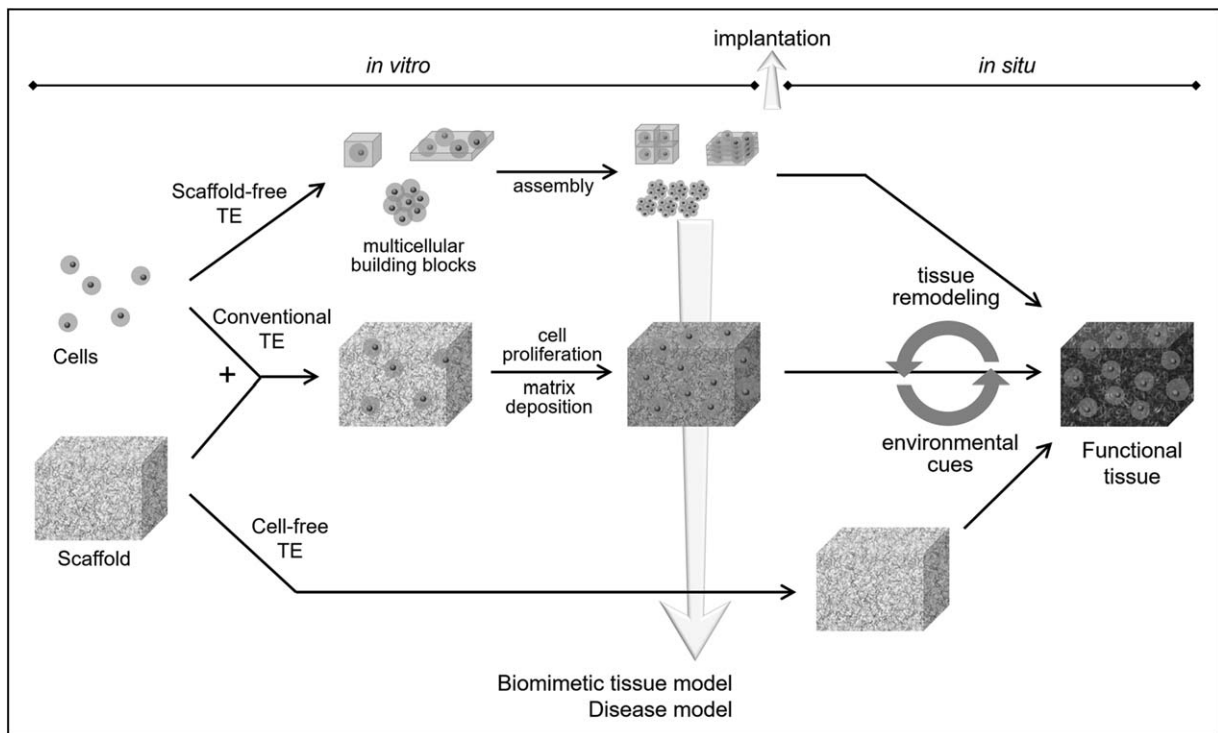 implantation
in vitro
in situ
Scaffold-free
TE
assembly
multicellular
building blocks
Cells
Conventional
TE
+
cell
proliferation
matrix
deposition
tissue
remodeling
environmental
cues
Functional
tissue
Scaffold
Cell-free
TE
Biomimetic tissue model
Disease model